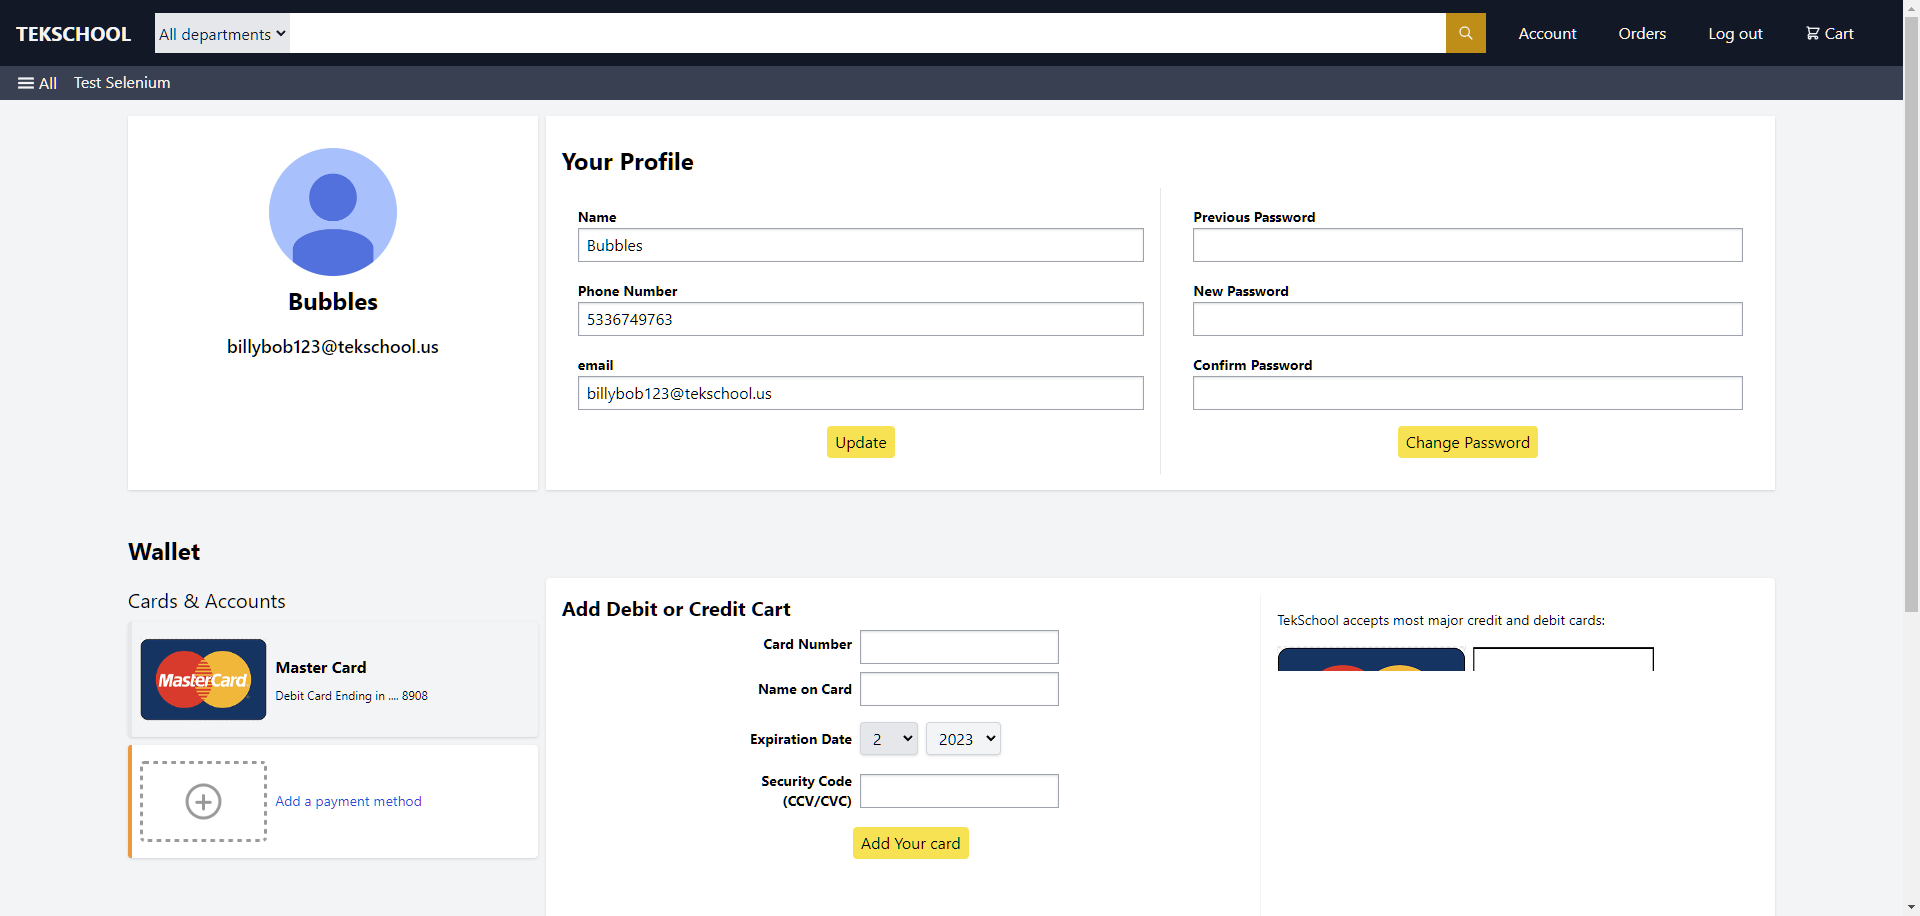 TEKSCHOOL
All departments
Account
Orders
Log out
Cart
All
Test Selenium
Bubbles
billybob123@tekschool.us
Your Profile
Name
Bubbles
Phone Number
5336749763
email
billybob123@tekschool.us
Update
Previous Password
New Password
Confirm Password
Change Password
Wallet
Cards & Accounts
MasterCard
Master Card
Debit Card Ending in .... 8908
Add a payment method
Add Debit or Credit Cart
Card Number
Name on Card
Expiration Date
2
2023
Security Code
(CCV/CVC)
Add Your card
TekSchool accepts most major credit and debit cards: